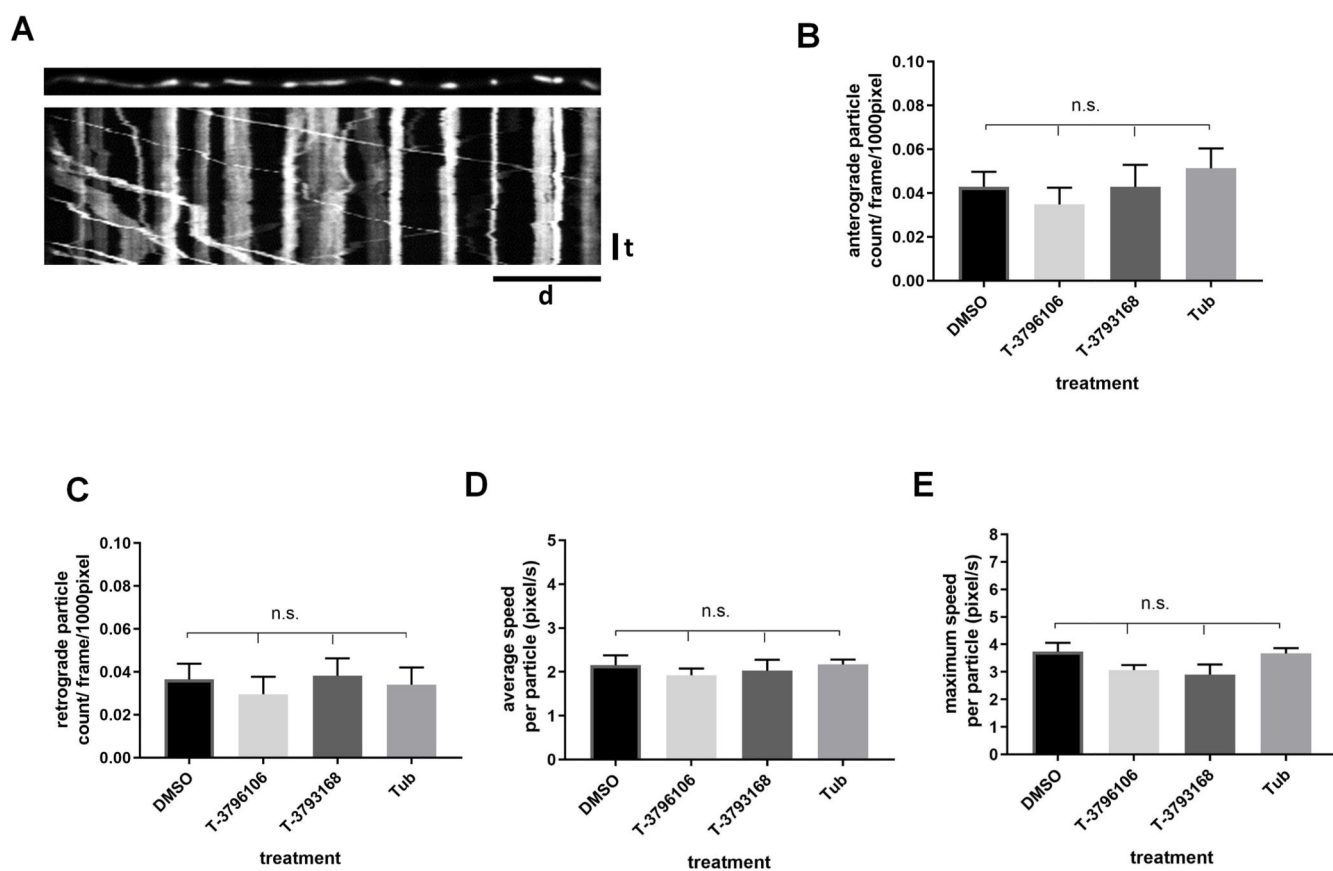 A
t
d
B
anterograde particle
count/ frame/1000pixel
0.10
0.08
0.06
0.04
0.02
0.00
n.s.
DMSO
T-3796106
T-3793168
Tub
treatment
C
retrograde particle
count/ frame/1000pixel
0.10
0.08
0.06
0.04
0.02
0.00
n.s.
DMSO
T-3796106
T-3793168
Tub
treatment
D
average speed
per particle (pixel/s)
5
4
3
2
1
0
n.s.
DMSO
T-3796106
T-3793168
Tub
treatment
E
maximum speed
per particle (pixel/s)
8
7
6
5
4
3
2
1
0
n.s.
DMSO
T-3796106
T-3793168
Tub
treatment